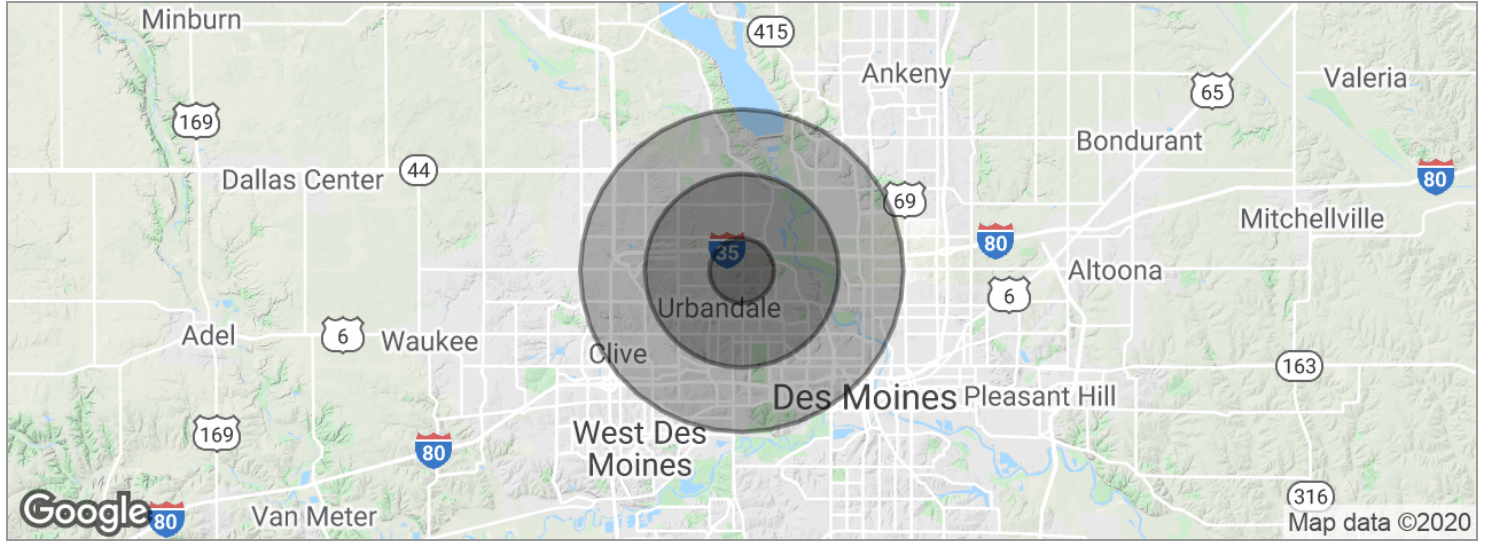 Minburn
415
Ankeny
Valeria
65
169
Bondurant
44
Dallas Center
80
69
Mitchellville
80
35
Altoona
6
Urbandale
Adel
6
Waukee
Clive
163
Des Moines
Pleasant Hill
169
West Des
Moines
80
316
Google
80
Van Meter
Map data ©2020